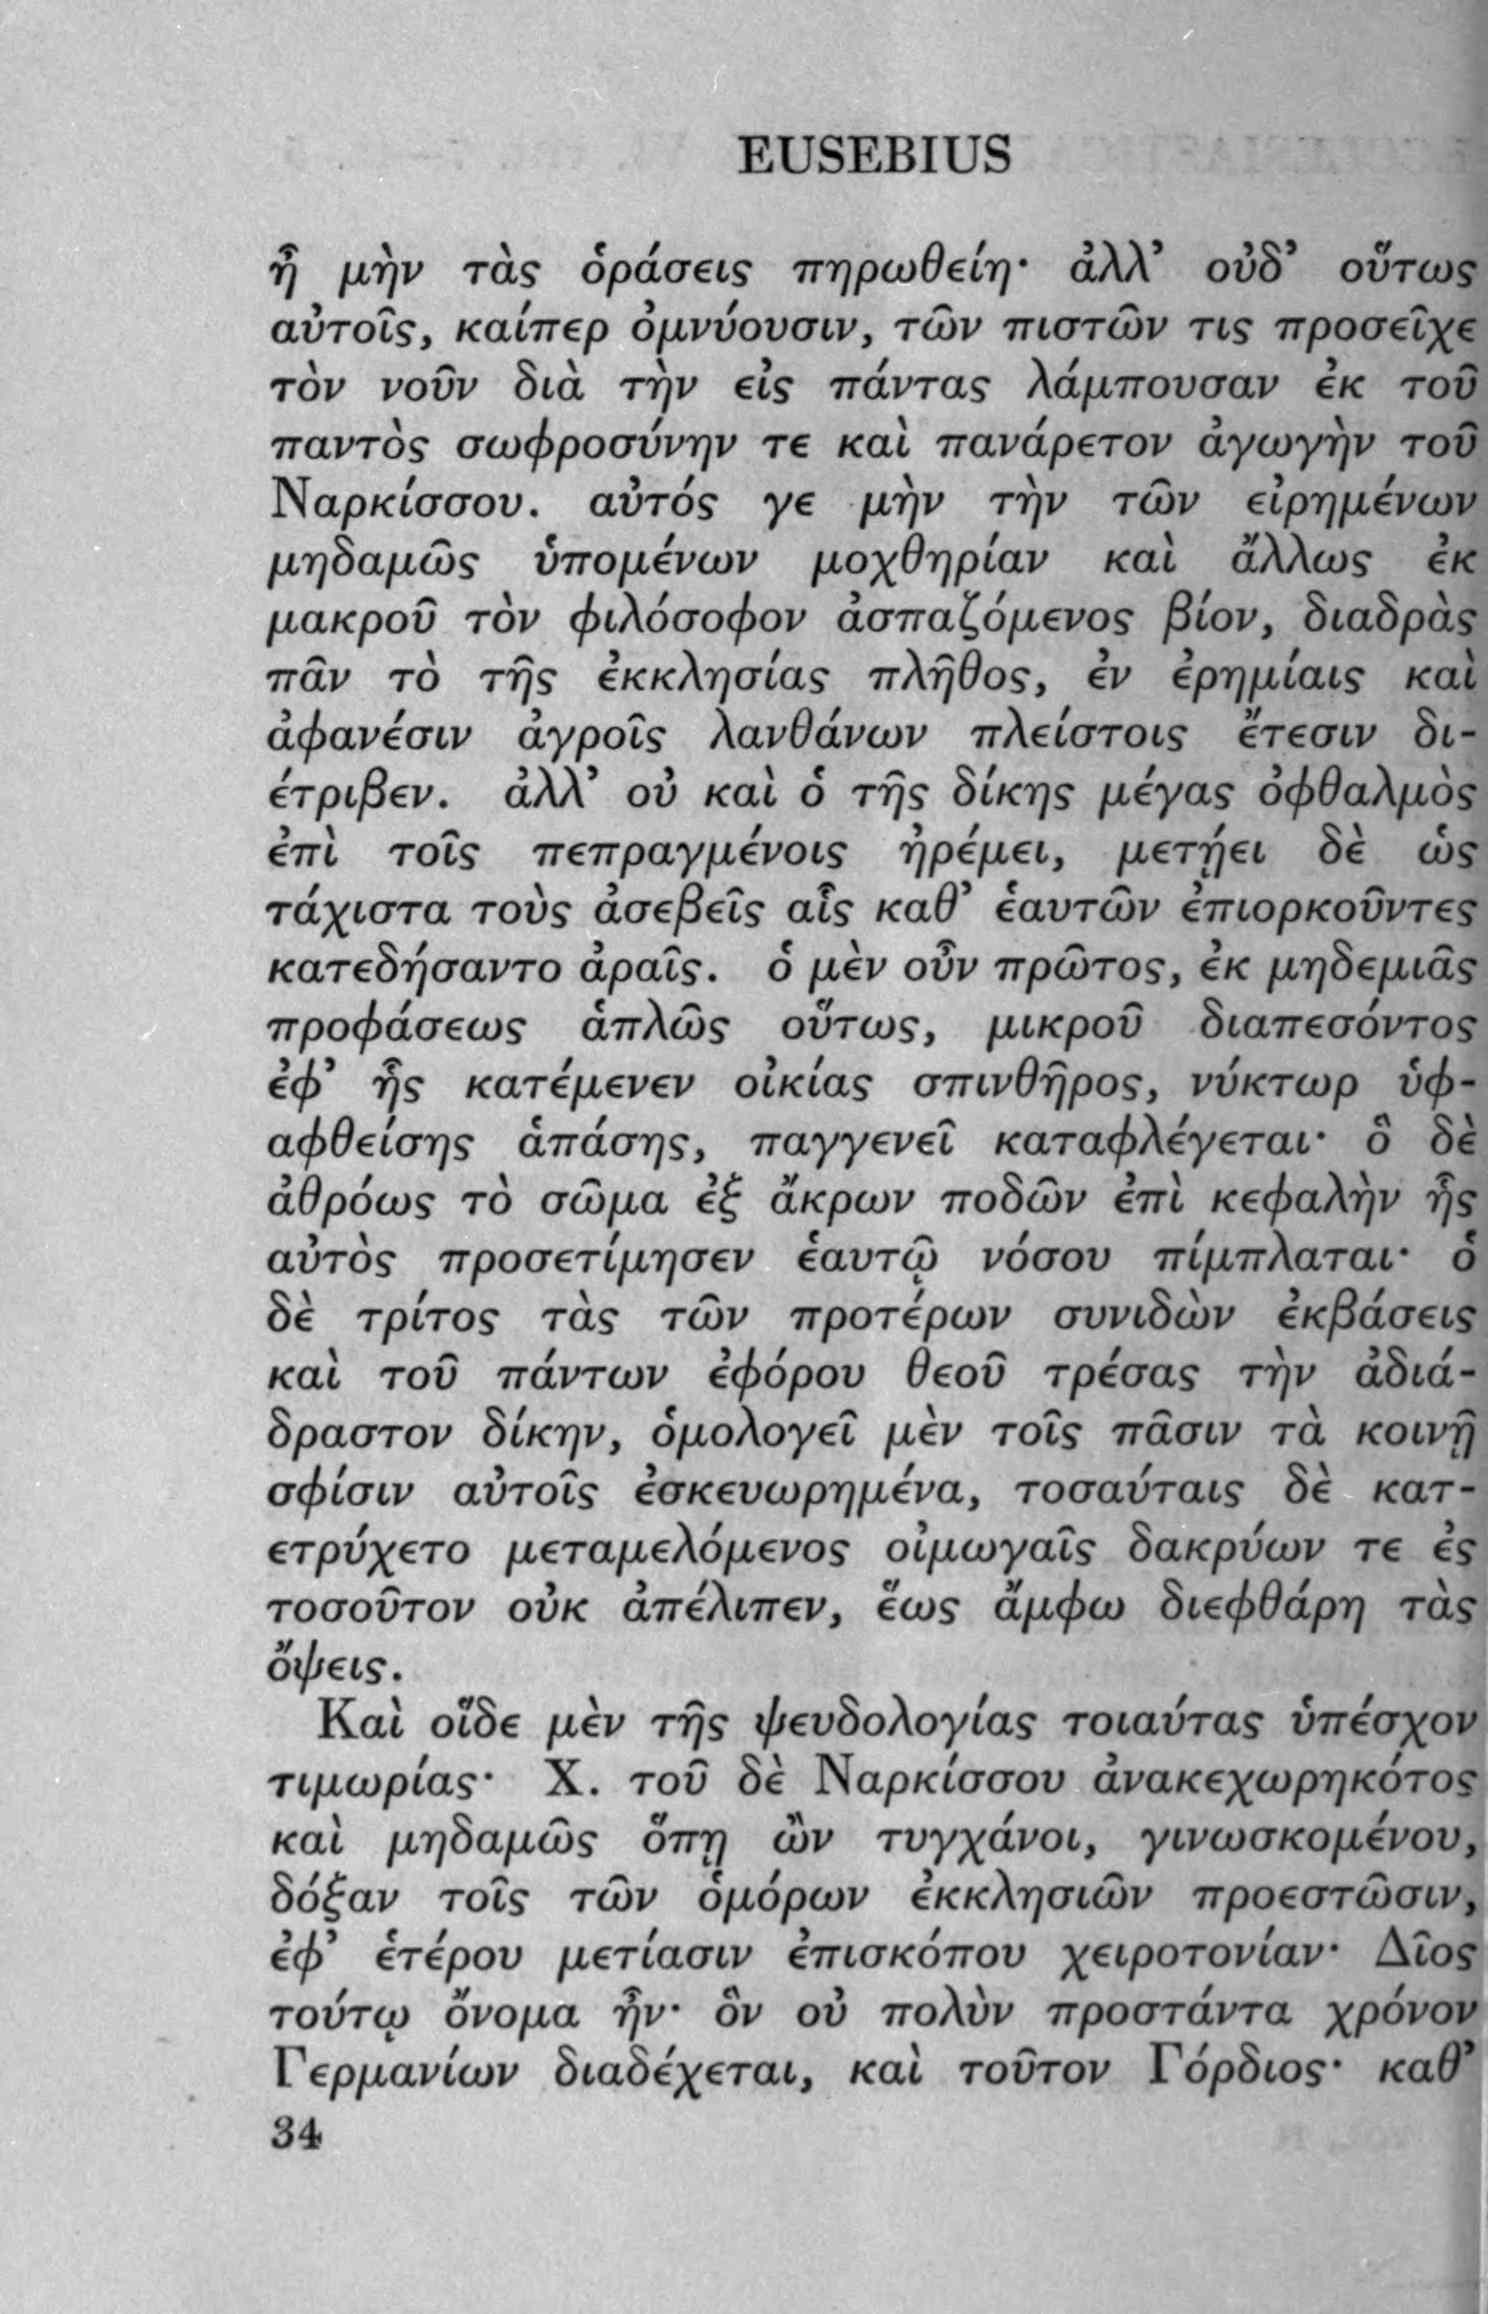 EUSEBIUS
ἦ μὴν τὰς ὁράσεις πηρωθείη· ἀλλ’ οὐδ’ οὕτως
αὐτοῖς, καίπερ ὀμνύουσιν, τῶν πιστῶν τις προσεῖχε
τὸν νοῦν διὰ τὴν εἰς πάντας λάμπουσαν ἐκ τοῦ
παντὸς σωφροσύνην τε καὶ πανάρετον ἀγωγὴν τοῦ
Ναρκίσσου. αὐτός γε μὴν τὴν τῶν εἰρημένων
μηδαμῶς ὑπομένων μοχθηρίαν καὶ ἄλλως ἐκ
μακροῦ τὸν φιλόσοφον ἀσπαζόμενος βίον, διαδρὰς
πᾶν τὸ τῆς ἐκκλησίας πλῆθος, ἐν ἐρημίαις καὶ
ἀφανέσιν ἀγροῖς λανθάνων πλείστοις ἔτεσιν δι-
έτριβεν. ἀλλ’ οὐ καὶ ὁ τῆς δίκης μέγας ὀφθαλμὸς
ἐπὶ τοῖς πεπραγμένοις ἠρέμει, μετῄει δὲ ὡς
τάχιστα τοὺς ἀσεβεῖς αἷς καθ’ ἑαυτῶν ἐπιορκοῦντες
κατεδήσαντο ἀραῖς. ὁ μὲν οὖν πρῶτος, ἐκ μηδεμιᾶς
προφάσεως ἁπλῶς οὕτως, μικροῦ διαπεσόντος
ἐφ’ ἧς κατέμενεν οἰκίας σπινθῆρος, νύκτωρ ὑφ-
αφθείσης ἁπάσης, παγγενεῖ καταφλέγεται· ὃ δὲ
ἀθρόως τὸ σῶμα ἐξ ἄκρων ποδῶν ἐπὶ κεφαλὴν ἧς
αὐτὸς προσετίμησεν ἑαυτῷ νόσου πίμπλαται· ὁ
δὲ τρίτος τὰς τῶν προτέρων συνιδὼν ἐκβάσεις
καὶ τοῦ πάντων ἐφόρου θεοῦ τρέσας τὴν ἀδιά-
δραστον δίκην, ὁμολογεῖ μὲν τοῖς πᾶσιν τὰ κοινῇ
σφίσιν αὐτοῖς ἐσκευωρημένα, τοσαύταις δὲ κατ-
ετρύχετο μεταμελόμενος οἰμωγαῖς δακρύων τε ἐς
τοσοῦτον οὐκ ἀπέλιπεν, ἕως ἄμφω διεφθάρη τὰς
ὄψεις.
Καὶ οἵδε μὲν τῆς ψευδολογίας τοιαύτας ὑπέσχον
τιμωρίας· X. τοῦ δὲ Ναρκίσσου ἀνακεχωρηκότος
καὶ μηδαμῶς ὅπῃ ὢν τυγχάνοι, γινωσκομένου,
δόξαν τοῖς τῶν ὁμόρων ἐκκλησιῶν προεστῶσιν,
ἐφ’ ἑτέρου μετίασιν ἐπισκόπου χειροτονίαν· Δῖος
τούτῳ ὄνομα ἦν· ὃν οὐ πολὺν προστάντα χρόνον
Γερμανίων διαδέχεται, καὶ τοῦτον Γόρδιος· καθ’
34